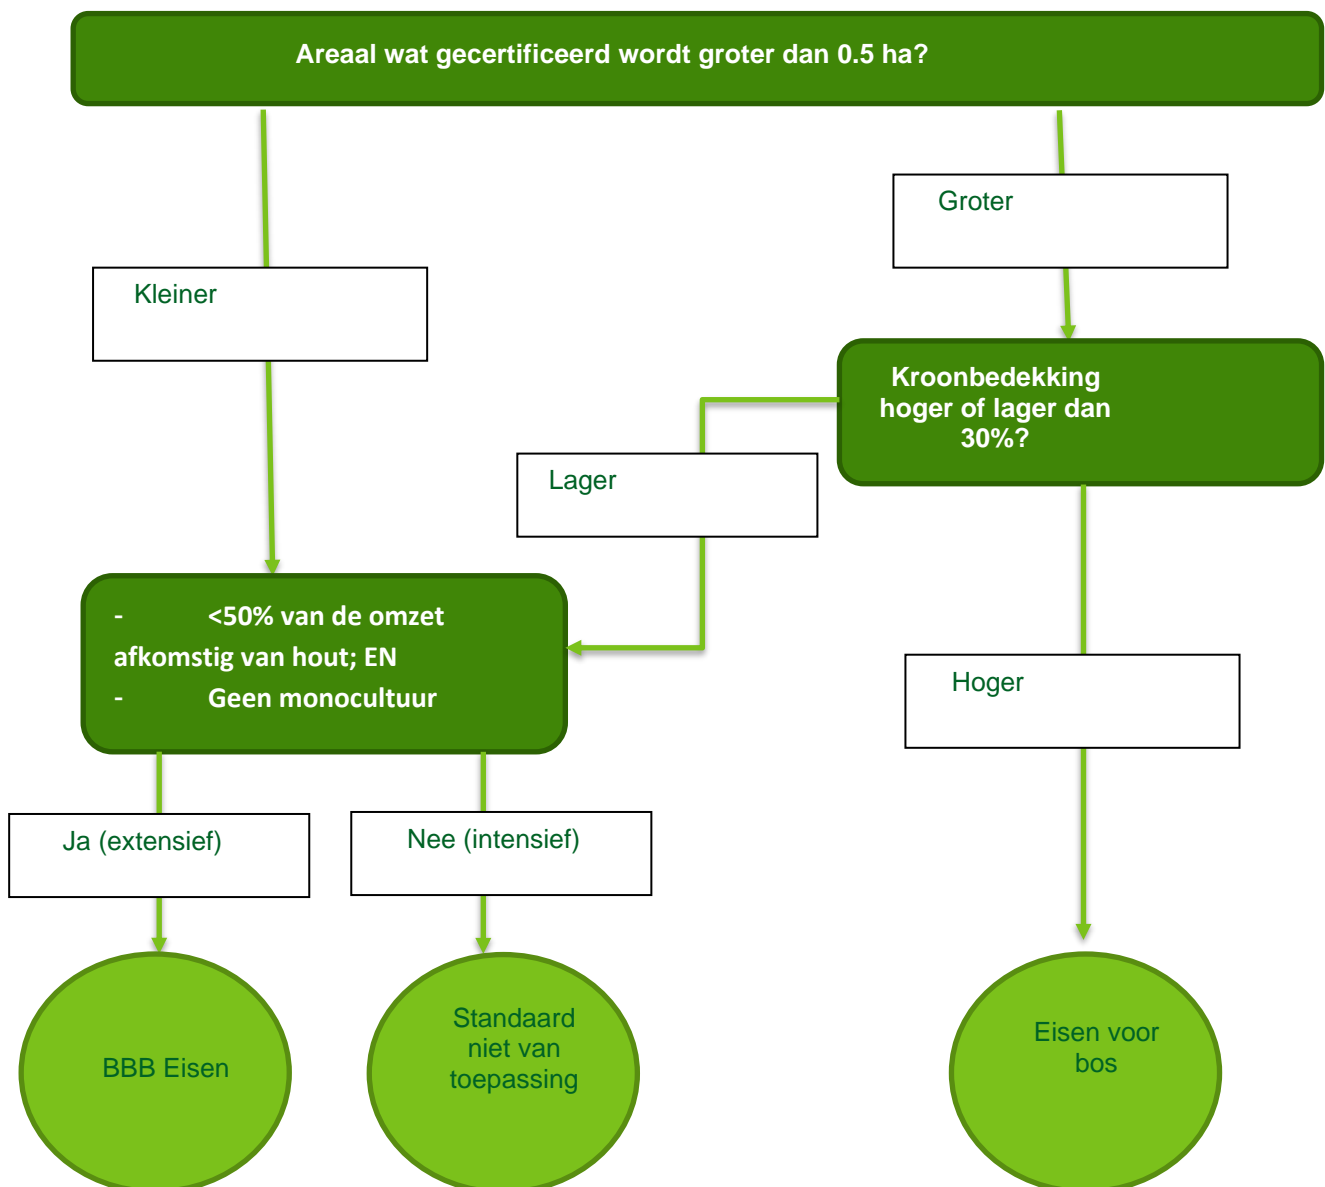 Areaal wat gecertificeerd wordt groter dan 0.5 ha?
Groter
Kleiner
Kroonbedekking
hoger of lager dan
30%?
Lager
- <50% van de omzet
afkomstig van hout; EN
- Geen monocultuur
Hoger
Ja (extensief)
Nee (intensief)
BBB Eisen
Standaard
niet van
toepassing
Eisen voor
bos